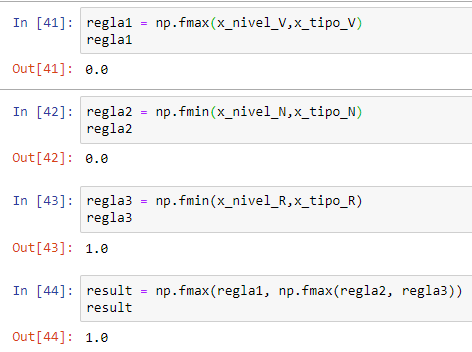 In [41]: regla1 = np.fmax(x_nivel_V,x_tipo_V)
regla1
Out[41]: 0.0
In [42]: regla2 = np.fmin(x_nivel_N,x_tipo_N)
regla2
Out[42]: 0.0
In [43]: regla3 = np.fmin(x_nivel_R,x_tipo_R)
regla3
Out[43]: 1.0
In [44]: result = np.fmax(regla1, np.fmax(regla2, regla3))
result
Out[44]: 1.0